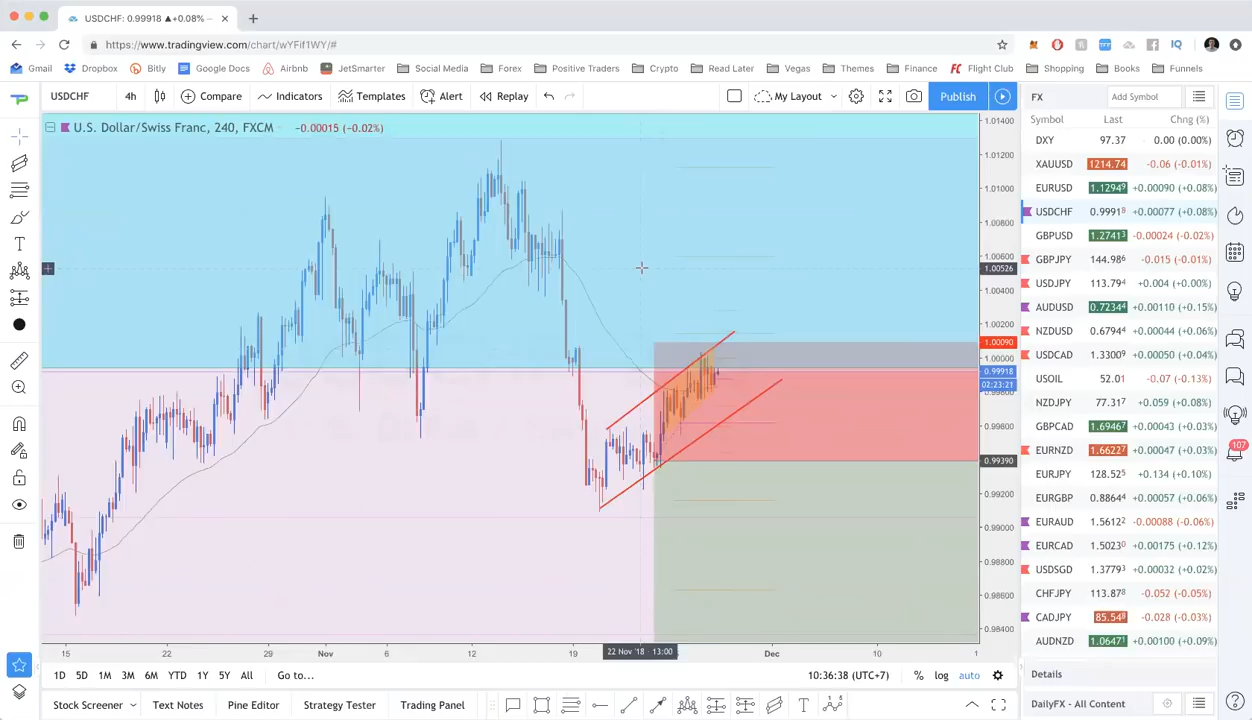 USDCHF: 0.99918 ▲+0.08%
https://www.tradingview.com/chart/wYFif1WY/#
Gmail Dropbox Bitly Google Docs Airbnb JetSmarter Social Media Forex Positive Traders Crypto Read Later Vegas Themes Finance Flight Club Shopping Books Funnels
USDCHF 4h Compare Indicators Templates Alert Replay My Layout Publish
U.S. Dollar/Swiss Franc, 240, FXCM -0.00015 (-0.02%)
1.01400
1.01200
1.01000
1.00800
1.00600
1.00526
1.00400
1.00200
1.00090
1.00000
0.99918
02:23:21
0.99800
0.99600
0.99390
0.99200
0.99000
0.98800
0.98600
0.98400
15 22 29 Nov 5 12 19 22 Nov '18 13:00 Dec 10 1
1D 5D 1M 3M 6M YTD 1Y 5Y All Go to... 10:36:38 (UTC+7) % log auto
Stock Screener Text Notes Pine Editor Strategy Tester Trading Panel
FX Add Symbol
Symbol Last Chng (%)
DXY 97.37 0.00 (0.00%)
XAUUSD 1214.74 -0.06 (-0.01%)
EURUSD 1.12949 +0.00090 (+0.08%)
USDCHF 0.99918 +0.00077 (+0.08%)
GBPUSD 1.27413 -0.00024 (-0.02%)
GBPJPY 144.986 -0.015 (-0.01%)
USDJPY 113.794 +0.004 (+0.00%)
AUDUSD 0.72344 +0.00110 (+0.15%)
NZDUSD 0.67944 +0.00044 (+0.06%)
USDCAD 1.33009 +0.00050 (+0.04%)
USOIL 52.01 -0.07 (-0.13%)
NZDJPY 77.317 +0.059 (+0.08%)
GBPCAD 1.69467 +0.00043 (+0.03%)
EURNZD 1.66227 +0.00047 (+0.03%)
EURJPY 128.525 +0.134 (+0.10%)
EURGBP 0.88644 +0.00057 (+0.06%)
EURAUD 1.56122 -0.00088 (-0.06%)
EURCAD 1.50230 +0.00175 (+0.12%)
USDSGD 1.37793 +0.00032 (+0.02%)
CHFJPY 113.878 -0.052 (-0.05%)
CADJPY 85.548 -0.028 (-0.03%)
AUDNZD 1.06471 +0.00100 (+0.09%)
Details
DailyFX - All Content
107